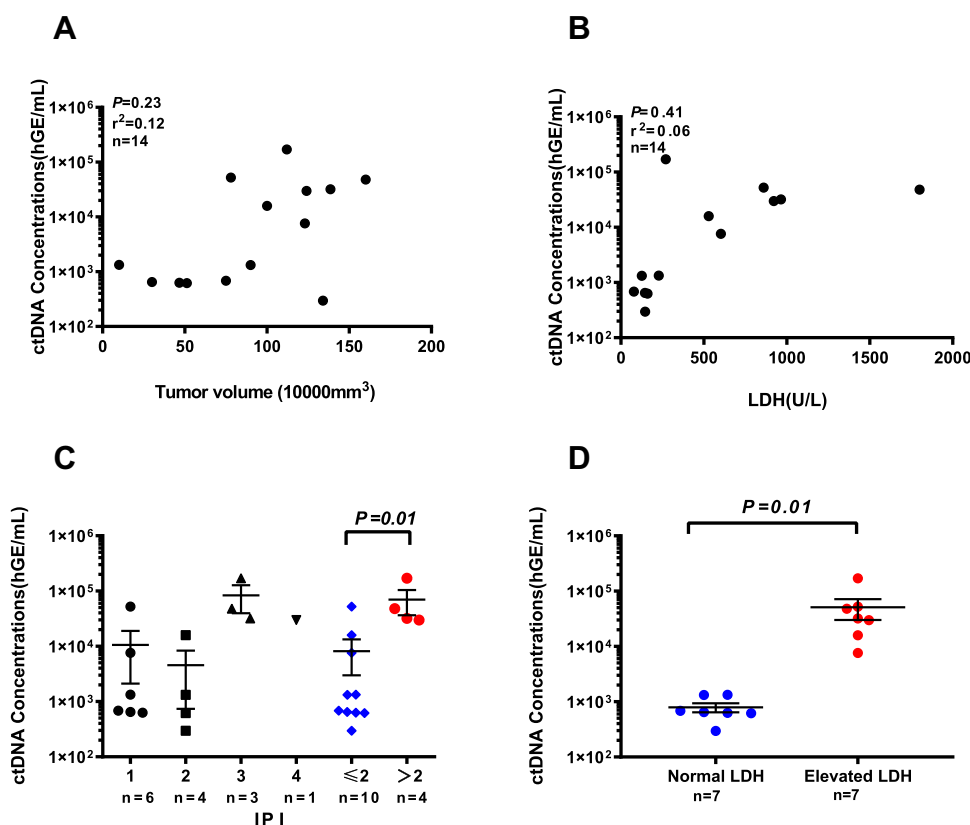 A
ctDNA Concentrations(hGE/mL)
P=0.23
r²=0.12
n=14
1×10⁶
1×10⁵
1×10⁴
1×10³
1×10²
0 50 100 150 200
Tumor volume (10000mm³)
B
ctDNA Concentrations(hGE/mL)
P=0.41
r²=0.06
n=14
1×10⁶
1×10⁵
1×10⁴
1×10³
1×10²
0 500 1000 1500 2000
LDH(U/L)
C
ctDNA Concentrations(hGE/mL)
P=0.01
1×10⁶
1×10⁵
1×10⁴
1×10³
1×10²
1 2 3 4 ≤2 >2
n=6 n=4 n=3 n=1 n=10 n=4
IPI
D
ctDNA Concentrations(hGE/mL)
P=0.01
1×10⁶
1×10⁵
1×10⁴
1×10³
1×10²
Normal LDH Elevated LDH
n=7 n=7